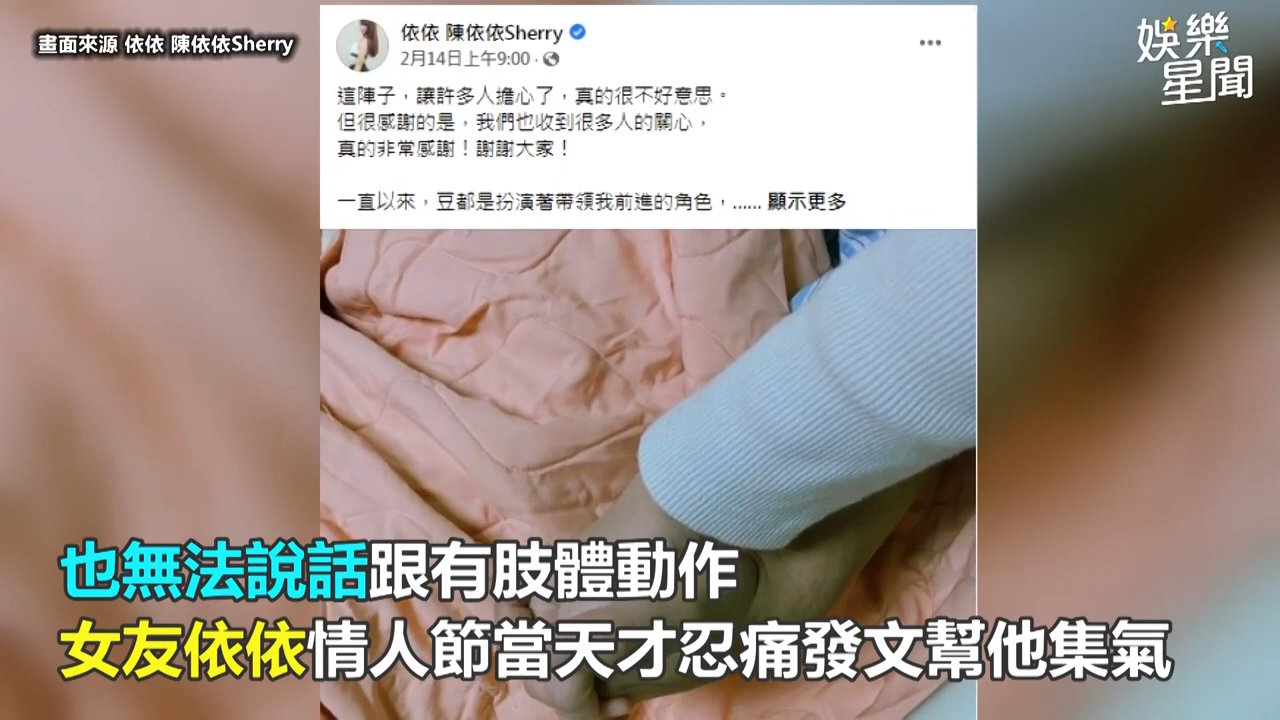 畫面來源 依依 陳依依Sherry
娛樂
星聞
依依 陳依依Sherry
2月14日上午9:00
這陣子，讓許多人擔心了，真的很不好意思。
但很感謝的是，我們也收到很多人的關心，
真的非常感謝！謝謝大家！
一直以來，豆都是扮演著帶領我前進的角色，...... 顯示更多
也無法說話跟有肢體動作
女友依依情人節當天才忍痛發文幫他集氣